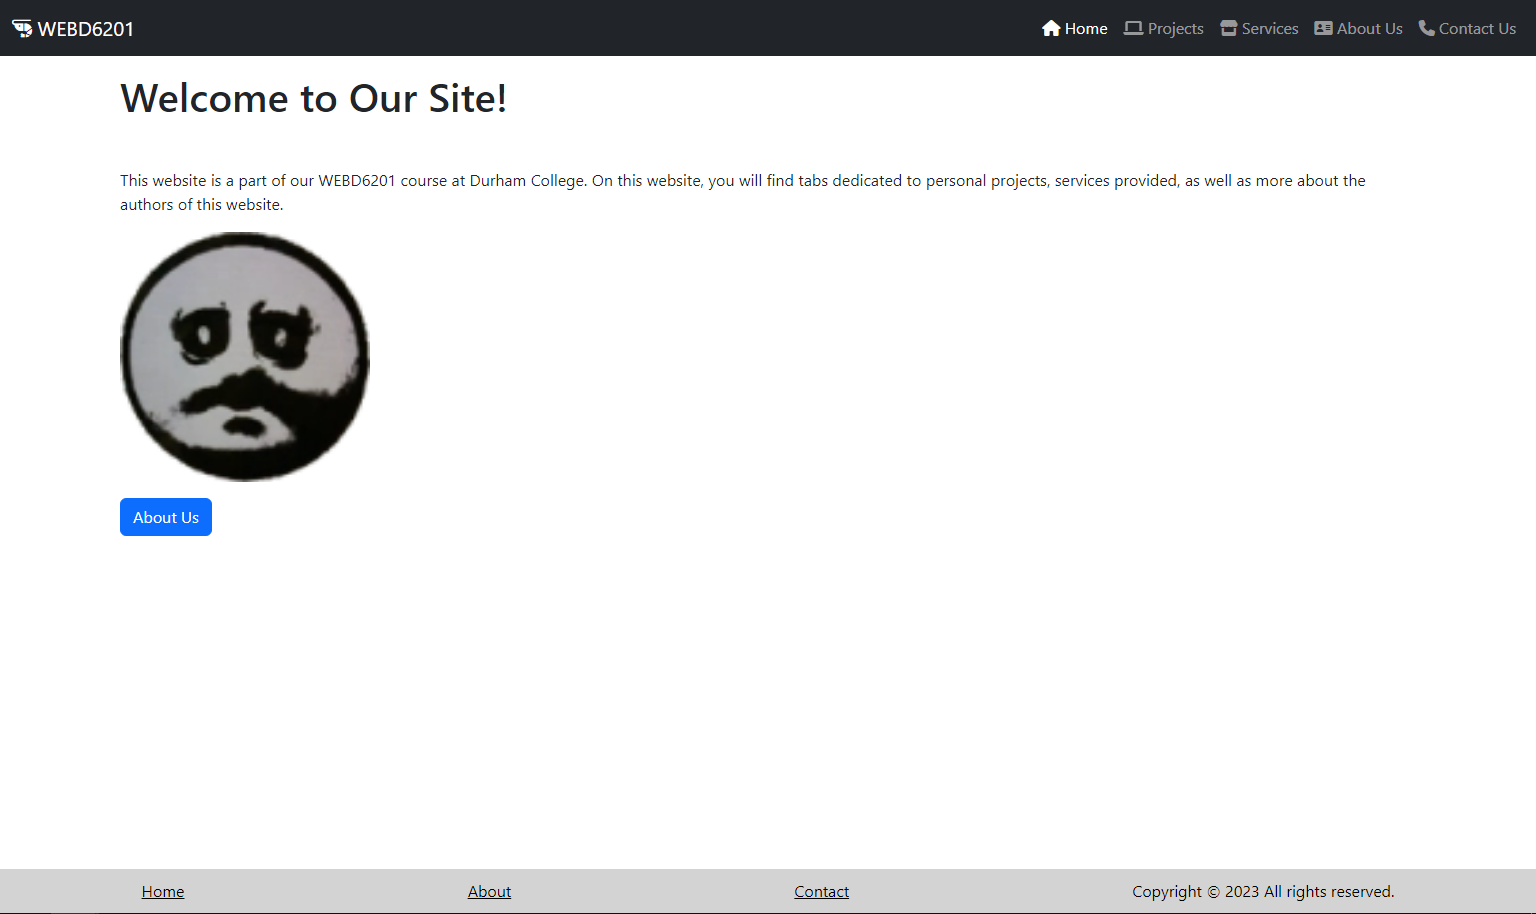 WEBD6201
Home Projects Services About Us Contact Us
Welcome to Our Site!
This website is a part of our WEBD6201 course at Durham College. On this website, you will find tabs dedicated to personal projects, services provided, as well as more about the
authors of this website.
About Us
Home About Contact Copyright © 2023 All rights reserved.